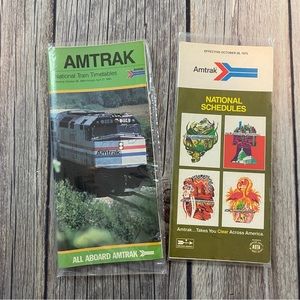 AMTRAK
National Train Timetables
ALL ABOARD AMTRAK
EFFECTIVE OCTOBER 26, 1975
Amtrak
NATIONAL
SCHEDULES
Amtrak...Takes You Clear Across America.